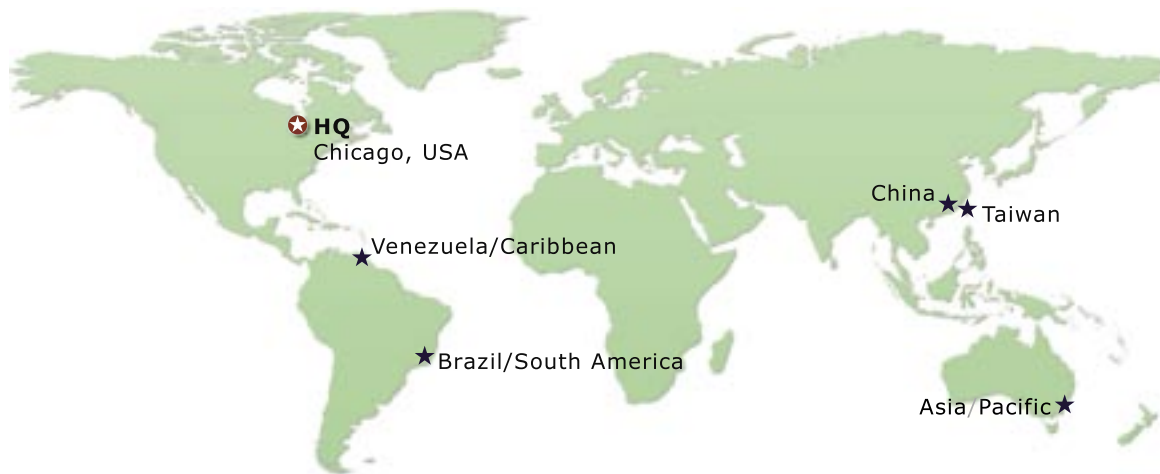 HQ
Chicago, USA
China
Taiwan
Venezuela/Caribbean
Brazil/South America
Asia/Pacific